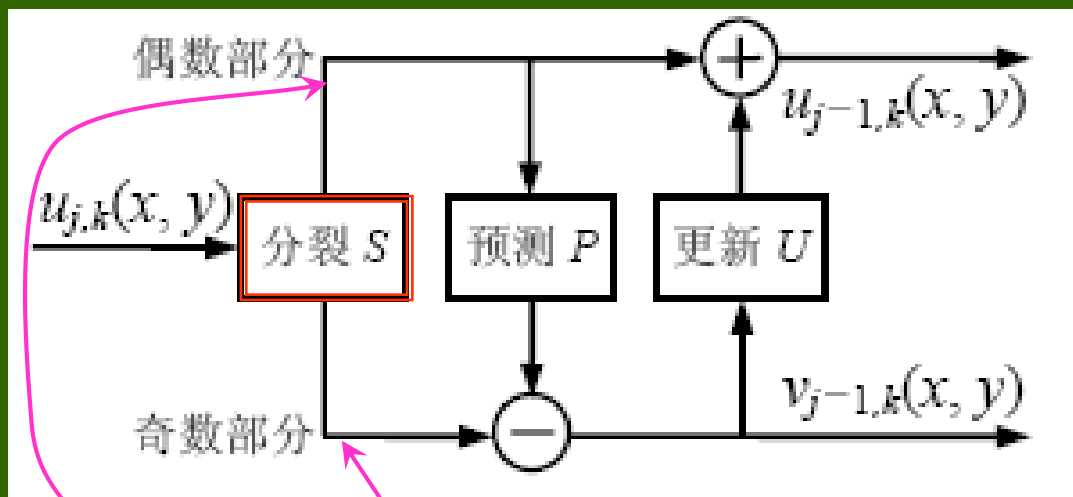 偶数部分
+
u_{j-1,k}(x, y)
u_{j,k}(x, y)
分裂 S
预测 P
更新 U
奇数部分
−
v_{j-1,k}(x, y)